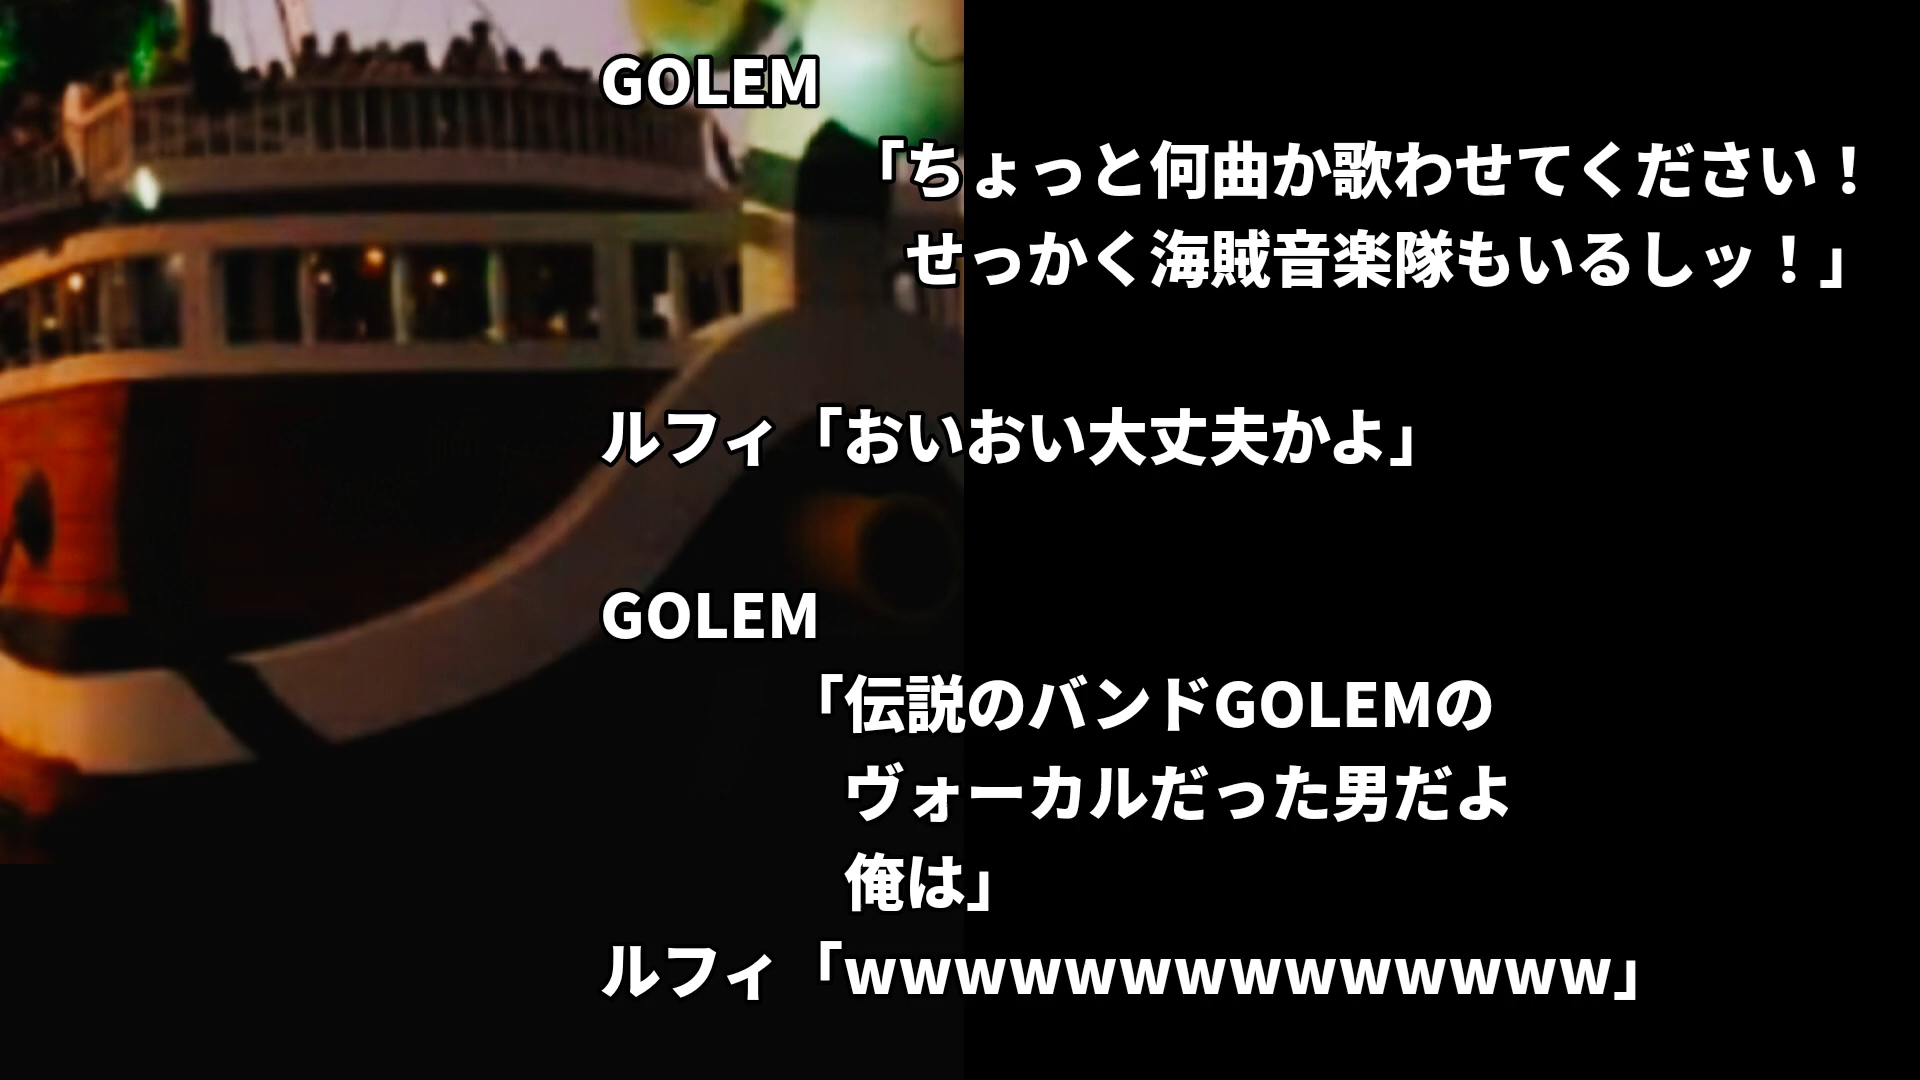 GOLEM
「ちょっと何曲か歌わせてください！
せっかく海賊音楽隊もいるしッ！」
ルフィ「おいおい大丈夫かよ」
GOLEM
「伝説のバンドGOLEMの
ヴォーカルだった男だよ
俺は」
ルフィ「wwwwwwwwwwwwww」